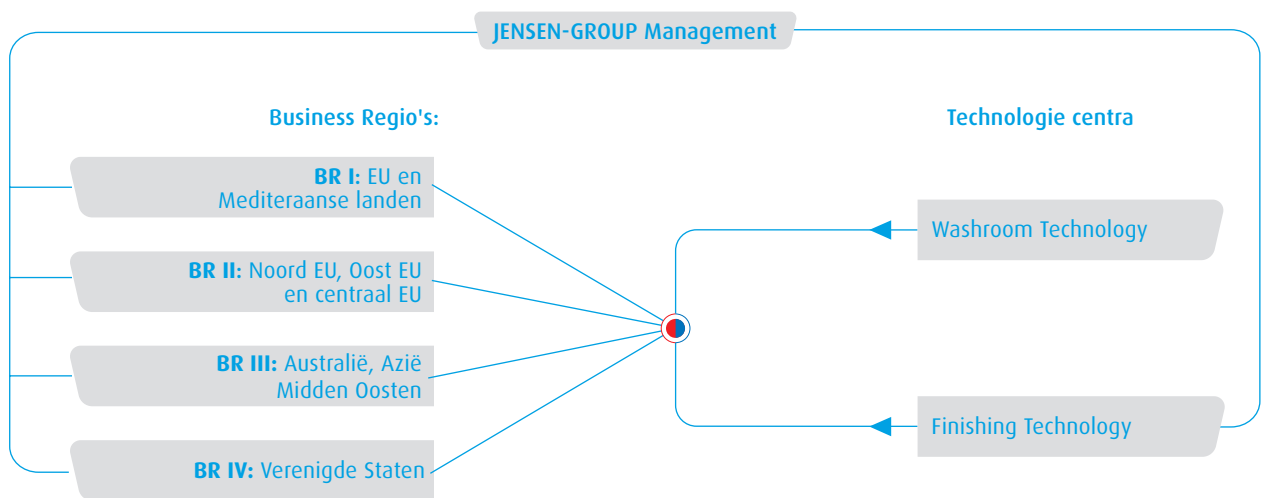 JENSEN-GROUP Management
Business Regio's:
BR I: EU en
Mediteraanse landen
BR II: Noord EU, Oost EU
en centraal EU
BR III: Australië, Azië
Midden Oosten
BR IV: Verenigde Staten
Technologie centra
Washroom Technology
Finishing Technology